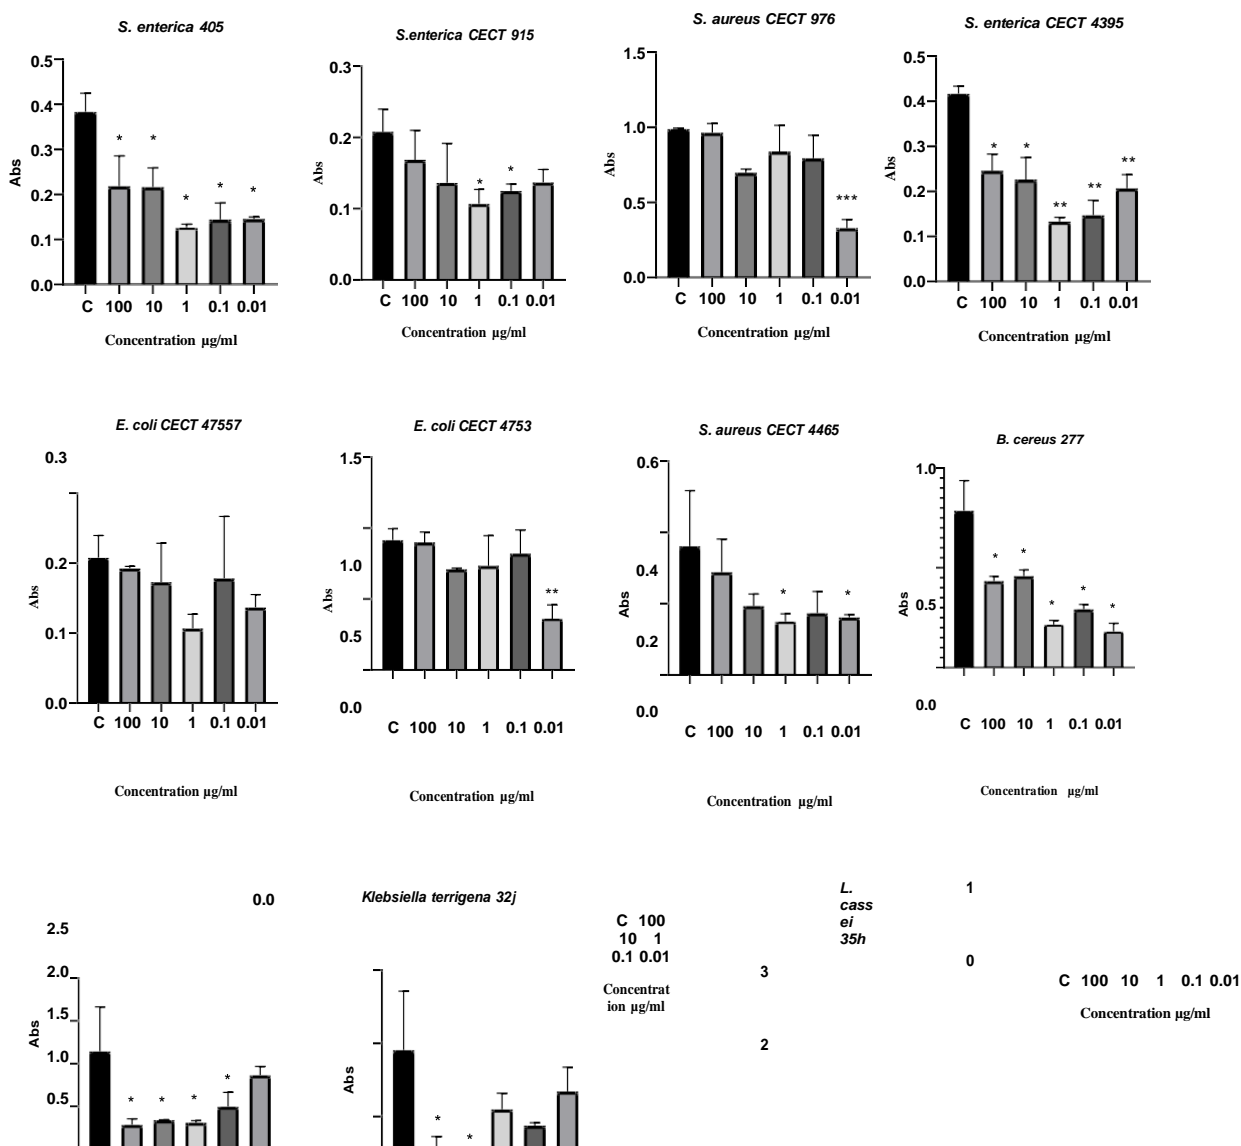 S. enterica 405
0.5
0.4
0.3
0.2
0.1
0.0
Abs
* * * * *
C 100 10 1 0.1 0.01
Concentration µg/ml
S.enterica CECT 915
0.3
0.2
0.1
0.0
Abs
* *
C 100 10 1 0.1 0.01
Concentration µg/ml
S. aureus CECT 976
1.5
1.0
0.5
0.0
Abs
***
C 100 10 1 0.1 0.01
Concentration µg/ml
S. enterica CECT 4395
0.5
0.4
0.3
0.2
0.1
0.0
Abs
* * ** ** **
C 100 10 1 0.1 0.01
Concentration µg/ml
E. coli CECT 47557
0.3
0.2
0.1
0.0
Abs
C 100 10 1 0.1 0.01
Concentration µg/ml
E. coli CECT 4753
1.5
1.0
0.5
0.0
Abs
**
C 100 10 1 0.1 0.01
Concentration µg/ml
S. aureus CECT 4465
0.6
0.4
0.2
0.0
Abs
* *
C 100 10 1 0.1 0.01
Concentration µg/ml
B. cereus 277
1.0
0.5
0.0
Abs
* * * * *
C 100 10 1 0.1 0.01
Concentration µg/ml
0.0
2.5
2.0
1.5
1.0
0.5
Abs
* * * *
Klebsiella terrigena 32j
Abs
* *
C 100
10 1
0.1 0.01
Concentrat
ion µg/ml
3
2
L.
cass
ei
35h
1
0
C 100 10 1 0.1 0.01
Concentration µg/ml